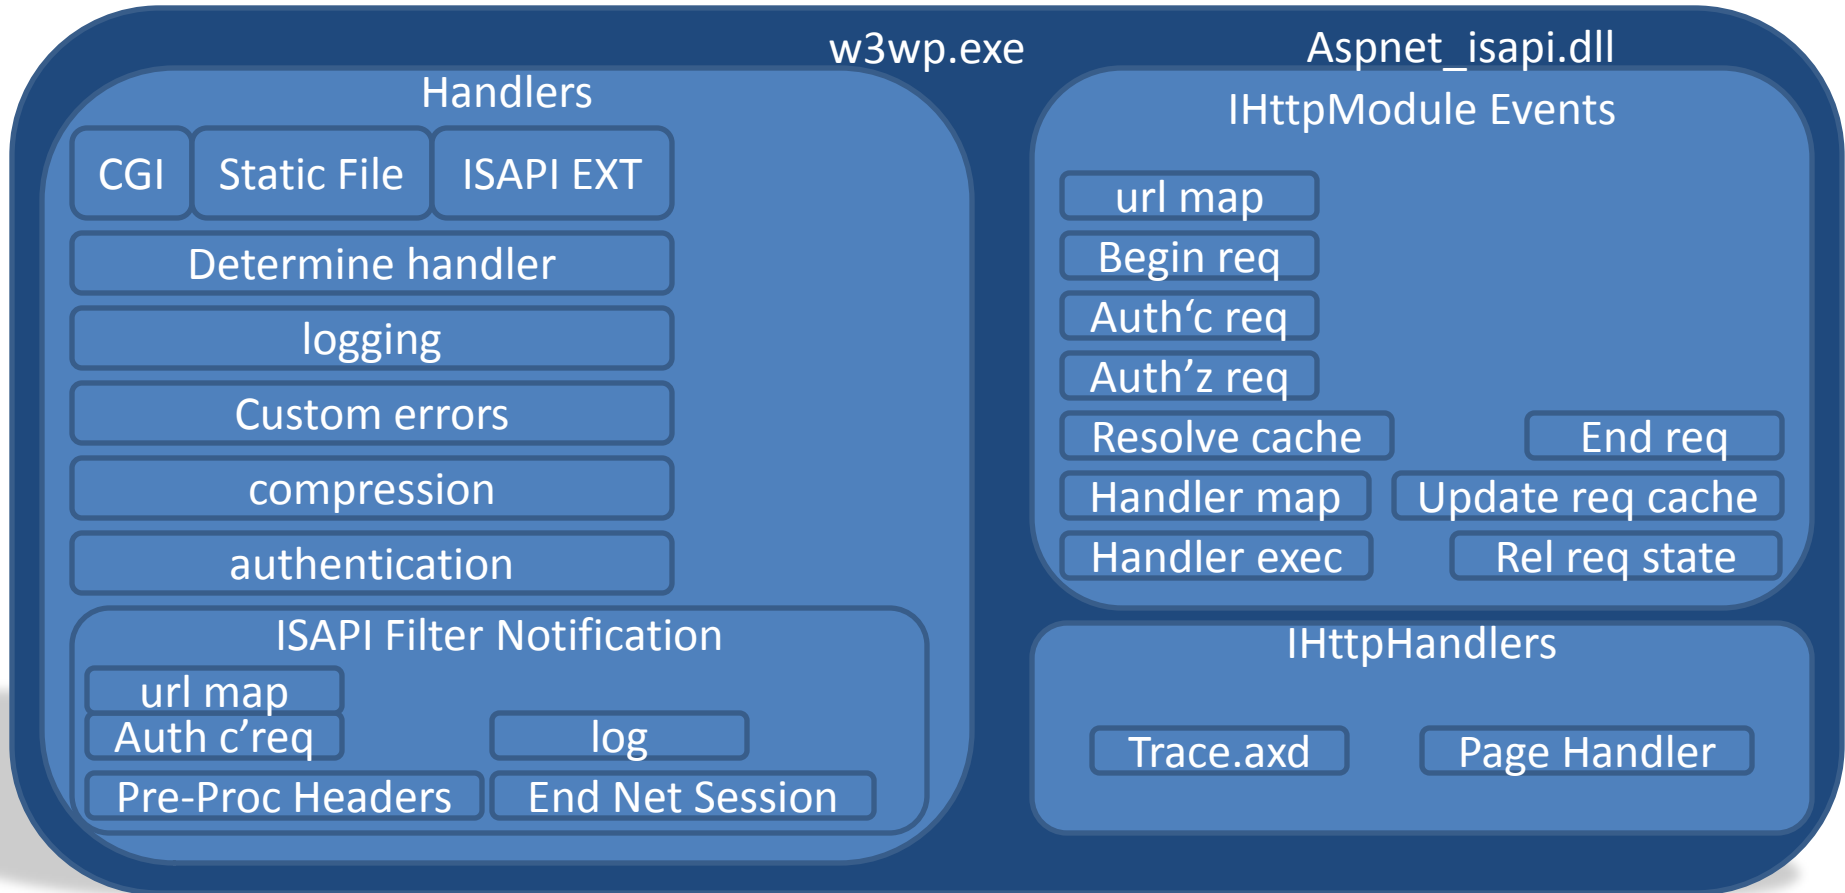 w3wp.exe
Aspnet_isapi.dll
Handlers
CGI
Static File
ISAPI EXT
Determine handler
logging
Custom errors
compression
authentication
ISAPI Filter Notification
url map
Auth c’req
log
Pre-Proc Headers
End Net Session
IHttpModule Events
url map
Begin req
Auth‘c req
Auth’z req
Resolve cache
End req
Handler map
Update req cache
Handler exec
Rel req state
IHttpHandlers
Trace.axd
Page Handler